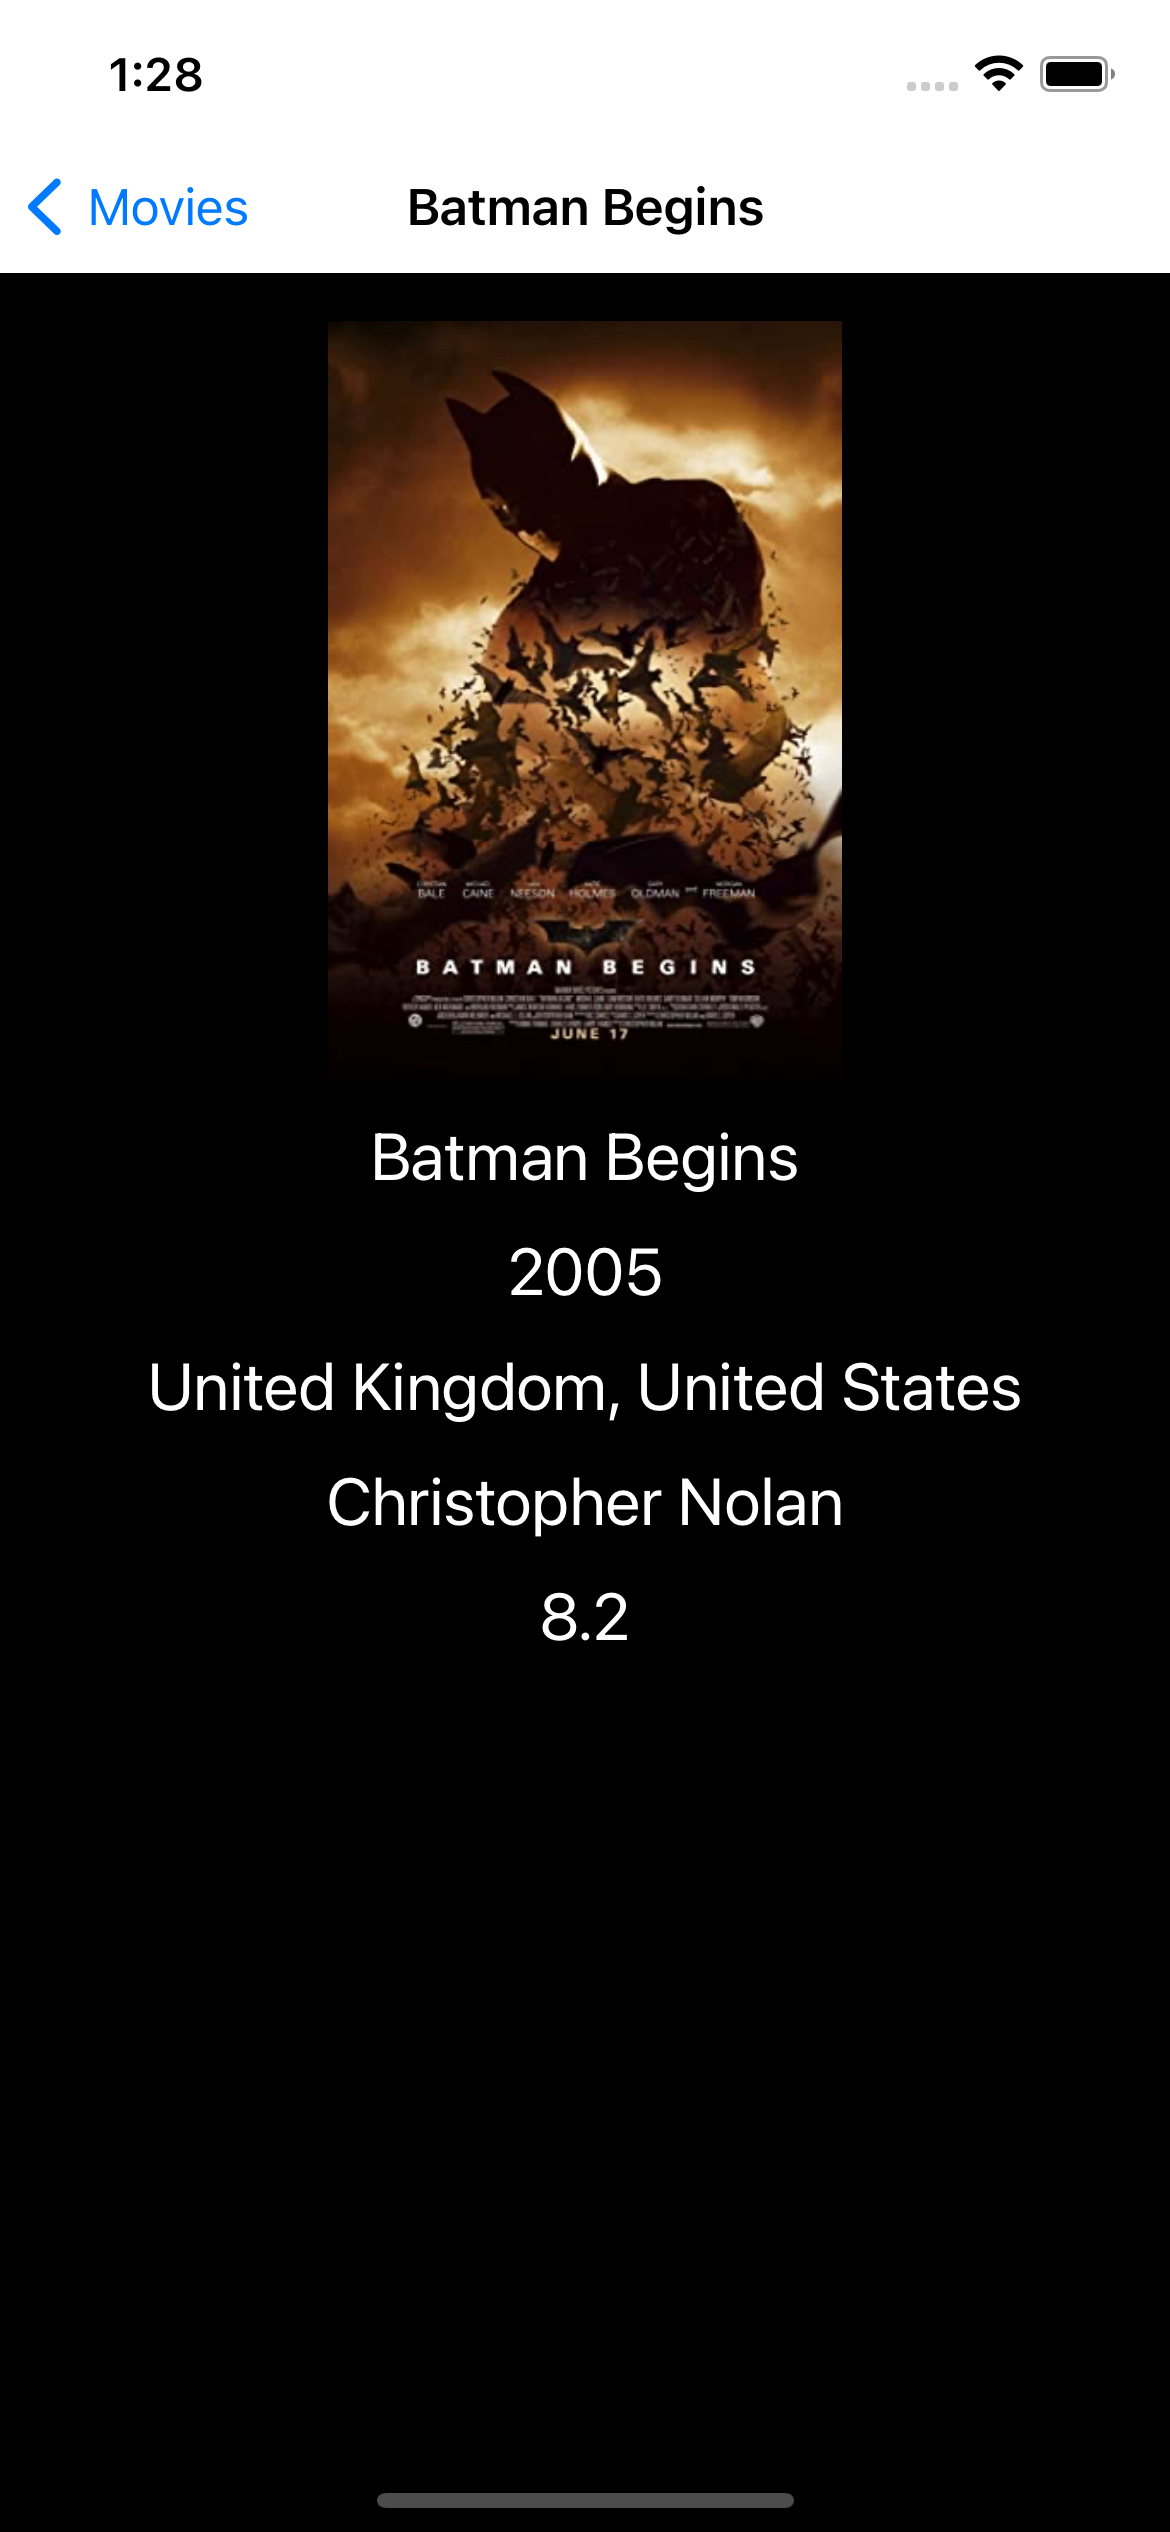 1:28
Movies
Batman Begins
BALE CAINE NEESON HOLMES OLDMAN and FREEMAN
BATMAN BEGINS
JUNE 17
Batman Begins
2005
United Kingdom, United States
Christopher Nolan
8.2